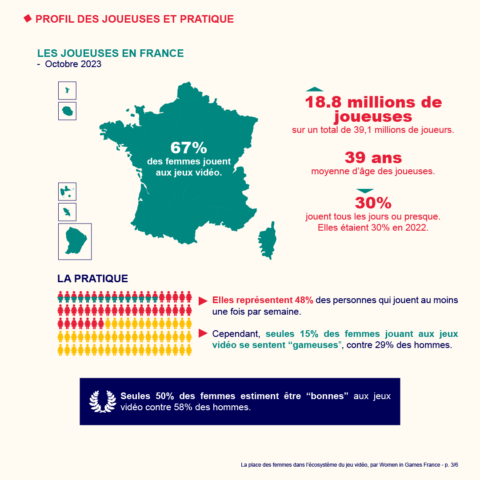 PROFIL DES JOUEUSES ET PRATIQUE
LES JOUEUSES EN FRANCE
- Octobre 2023
67%
des femmes jouent
aux jeux vidéo.
18.8 millions de
joueuses
sur un total de 39,1 millions de joueurs.
39 ans
moyenne d'âge des joueuses.
30%
jouent tous les jours ou presque.
Elles étaient 30% en 2022.
LA PRATIQUE
Elles représentent 48% des personnes qui jouent au moins
une fois par semaine.
Cependant, seules 15% des femmes jouant aux jeux
vidéo se sentent “gameuses”, contre 29% des hommes.
Seules 50% des femmes estiment être “bonnes” aux jeux
vidéo contre 58% des hommes.
La place des femmes dans l'écosystème du jeu vidéo, par Women in Games France - p. 3/6